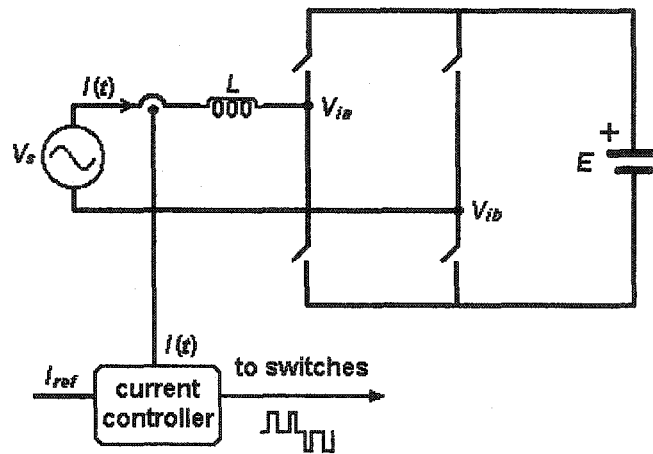 I(t)
L
V_ia
V_s
+
E
V_ib
I(t)
I_ref
to switches
current
controller